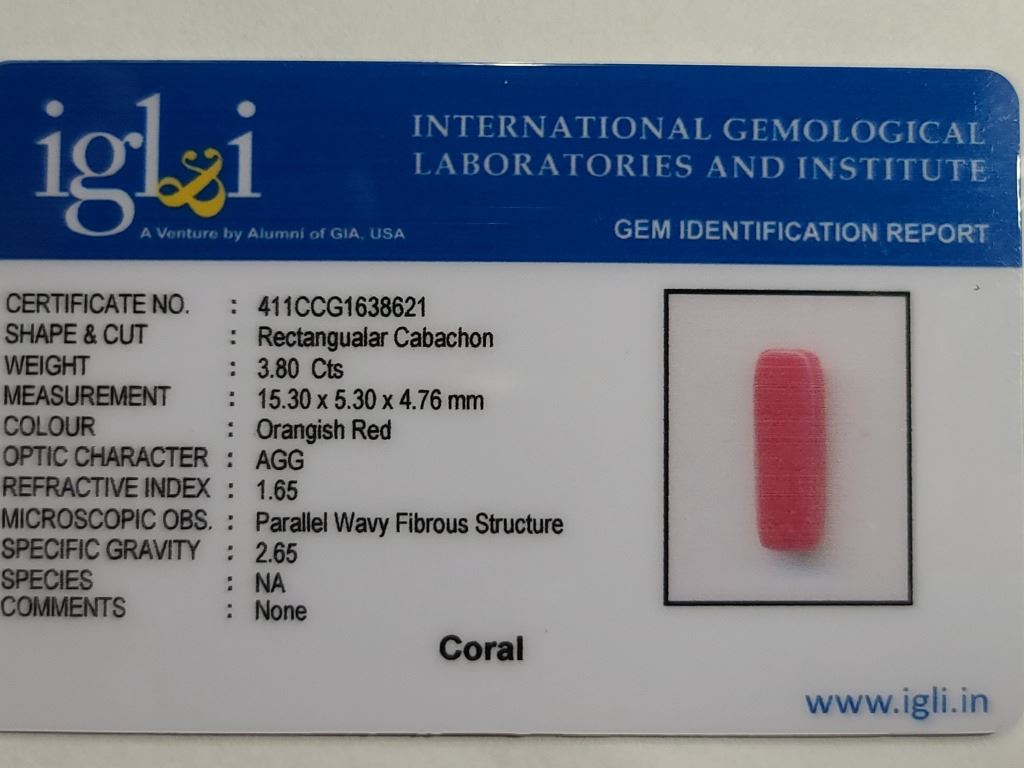 igl&i
A Venture by Alumni of GIA, USA
INTERNATIONAL GEMOLOGICAL
LABORATORIES AND INSTITUTE
GEM IDENTIFICATION REPORT
CERTIFICATE NO. : 411CCG1638621
SHAPE & CUT : Rectangualar Cabachon
WEIGHT : 3.80 Cts
MEASUREMENT : 15.30 x 5.30 x 4.76 mm
COLOUR : Orangish Red
OPTIC CHARACTER : AGG
REFRACTIVE INDEX : 1.65
MICROSCOPIC OBS. : Parallel Wavy Fibrous Structure
SPECIFIC GRAVITY : 2.65
SPECIES : NA
COMMENTS : None
Coral
www.igli.in